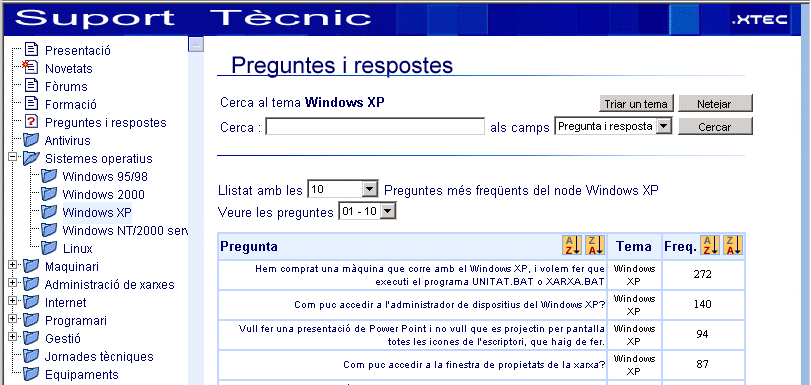 Suport Tècnic
.XTEC
Presentació
Novetats
Fòrums
Formació
Preguntes i respostes
Antivirus
Sistemes operatius
Windows 95/98
Windows 2000
Windows XP
Windows NT/2000 serv
Linux
Maquinari
Administració de xarxes
Internet
Programari
Gestió
Jornades tècniques
Equipaments
Preguntes i respostes
Cerca al tema Windows XP
Triar un tema
Netejar
Cerca :
als camps
Pregunta i resposta
Cercar
Llistat amb les 10 Preguntes més freqüents del node Windows XP
Veure les preguntes 01 - 10
Pregunta AZ ZA Tema Freq. AZ ZA
Hem comprat una màquina que corre amb el Windows XP, i volem fer que
executi el programa UNITAT.BAT o XARXA.BAT
Windows
XP
272
Com puc accedir a l'administrador de dispositius del Windows XP?
Windows
XP
140
Vull fer una presentació de Power Point i no vull que es projectin per pantalla
totes les icones de l'escriptori, que haig de fer.
Windows
XP
94
Com puc accedir a la finestra de propietats de la xarxa?
Windows
XP
87